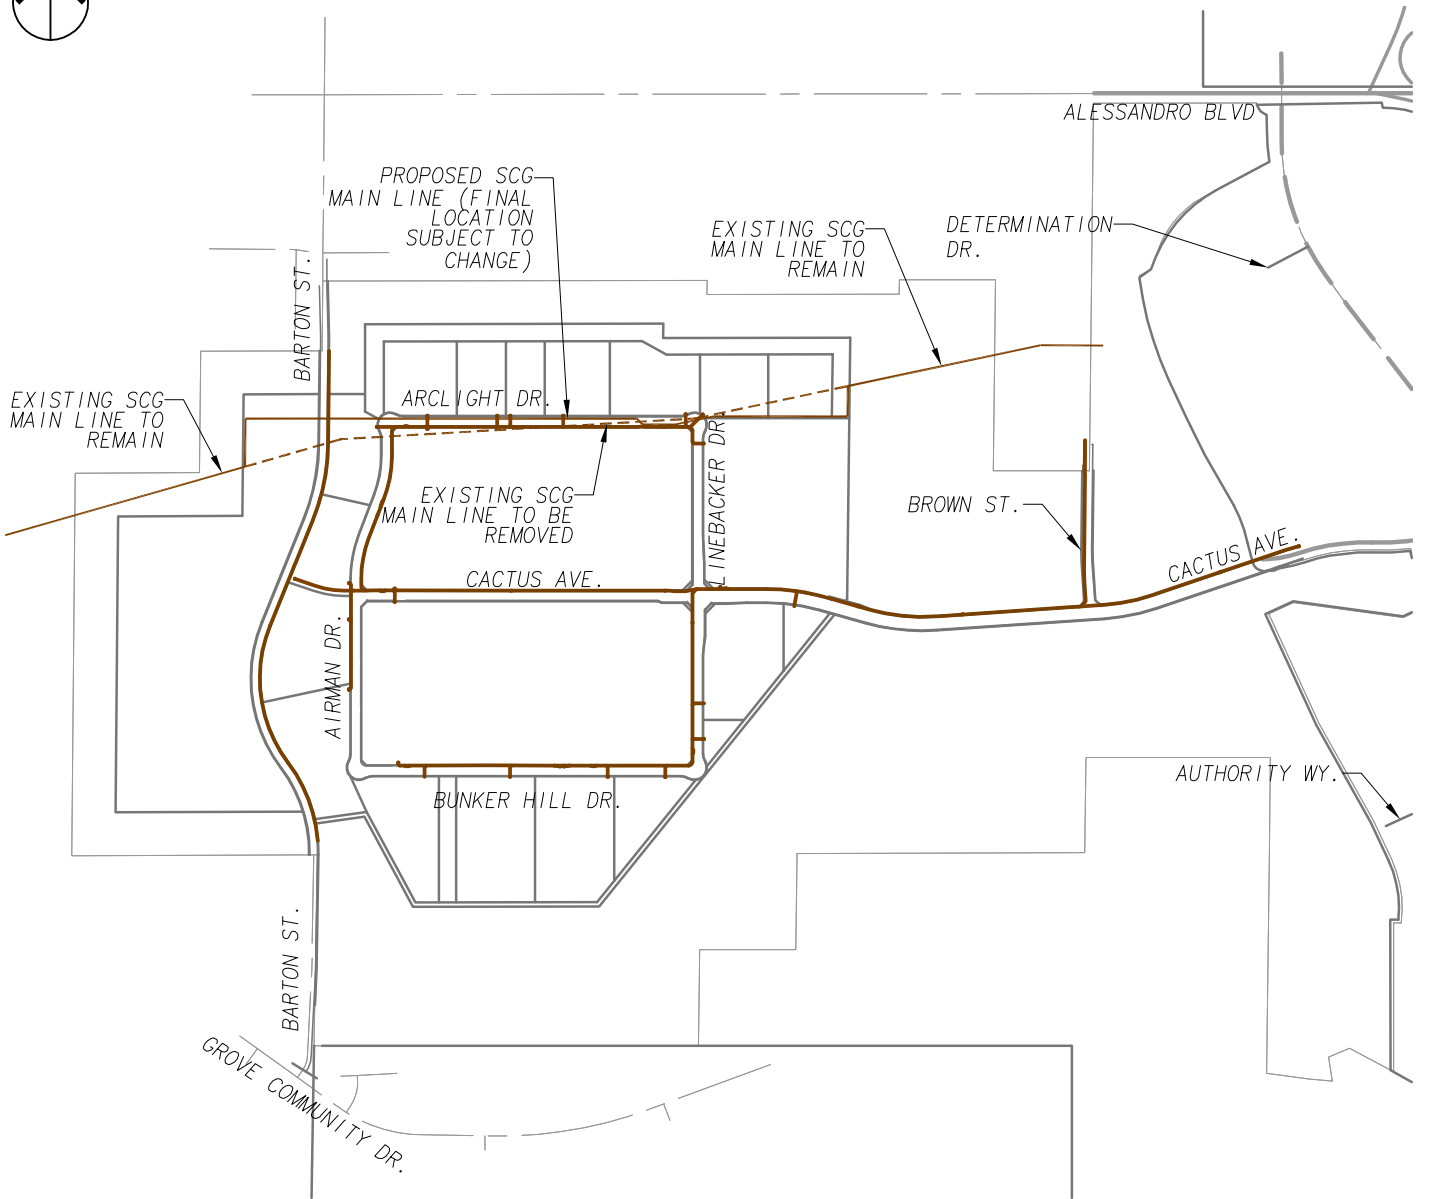 ALESSANDRO BLVD
PROPOSED SCG
MAIN LINE (FINAL
LOCATION
SUBJECT TO
CHANGE)
EXISTING SCG
MAIN LINE TO
REMAIN
DETERMINATION
DR.
BARTON ST.
EXISTING SCG
MAIN LINE TO
REMAIN
ARCLIGHT DR.
LINEBACKER DR.
EXISTING SCG
MAIN LINE TO BE
REMOVED
BROWN ST.
CACTUS AVE.
CACTUS AVE.
AIRMAN DR.
BUNKER HILL DR.
AUTHORITY WY.
BARTON ST.
GROVE COMMUNITY DR.